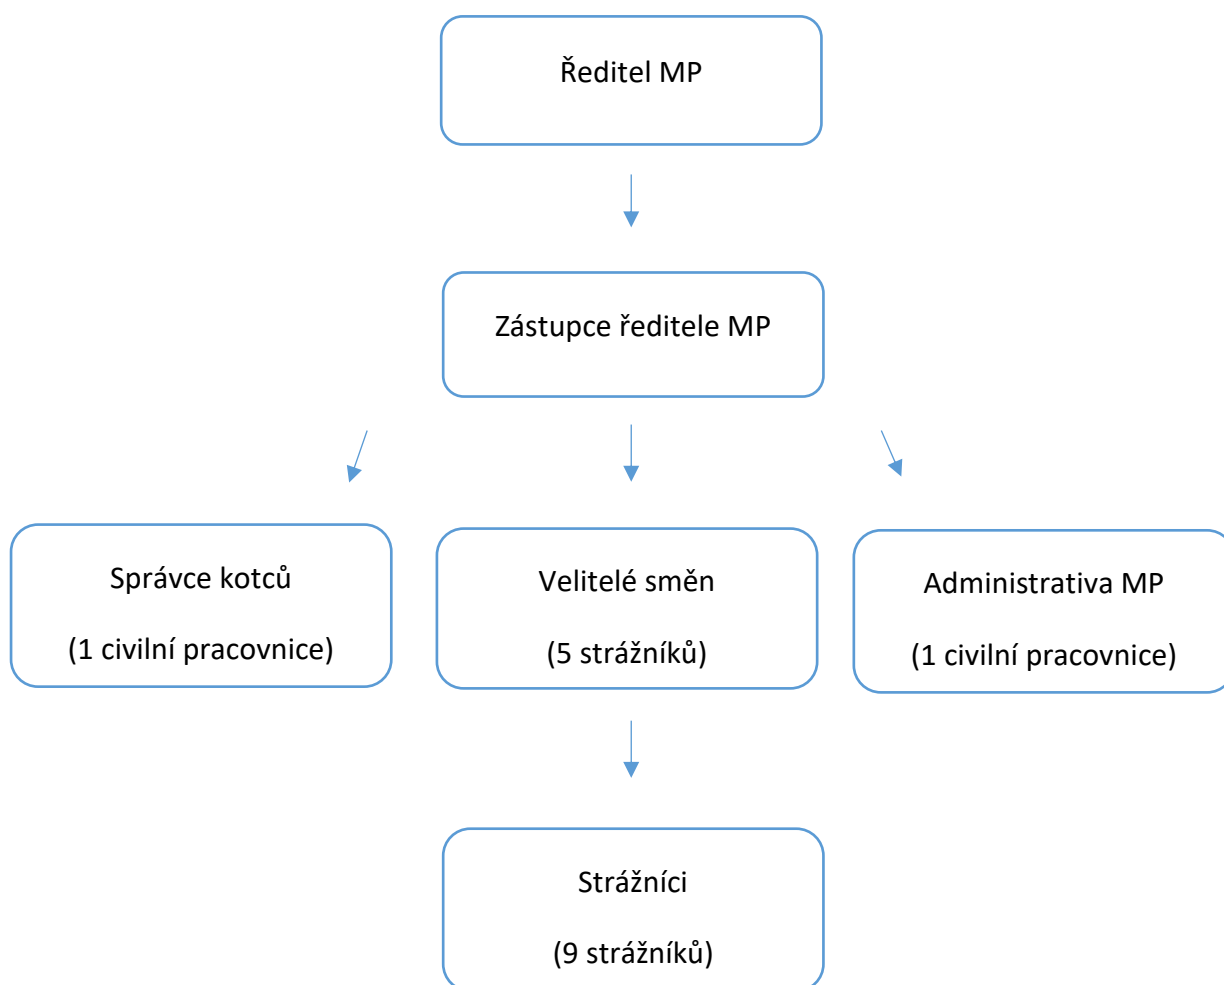 Ředitel MP
Zástupce ředitele MP
Správce kotců
(1 civilní pracovnice)
Velitelé směn
(5 strážníků)
Administrativa MP
(1 civilní pracovnice)
Strážníci
(9 strážníků)